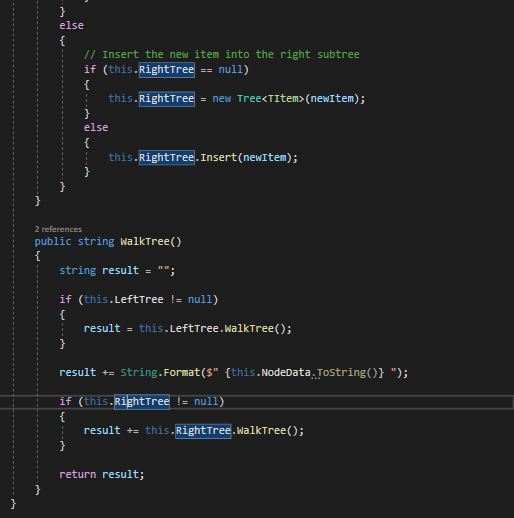 }
else
{
// Insert the new item into the right subtree
if (this.RightTree == null)
{
this.RightTree = new Tree<TItem>(newItem);
}
else
{
this.RightTree.Insert(newItem);
}
}
}
2 references
public string WalkTree()
{
string result = "";
if (this.LeftTree != null)
{
result = this.LeftTree.WalkTree();
}
result += String.Format($" {this.NodeData.ToString()} ");
if (this.RightTree != null)
{
result += this.RightTree.WalkTree();
}
return result;
}
}